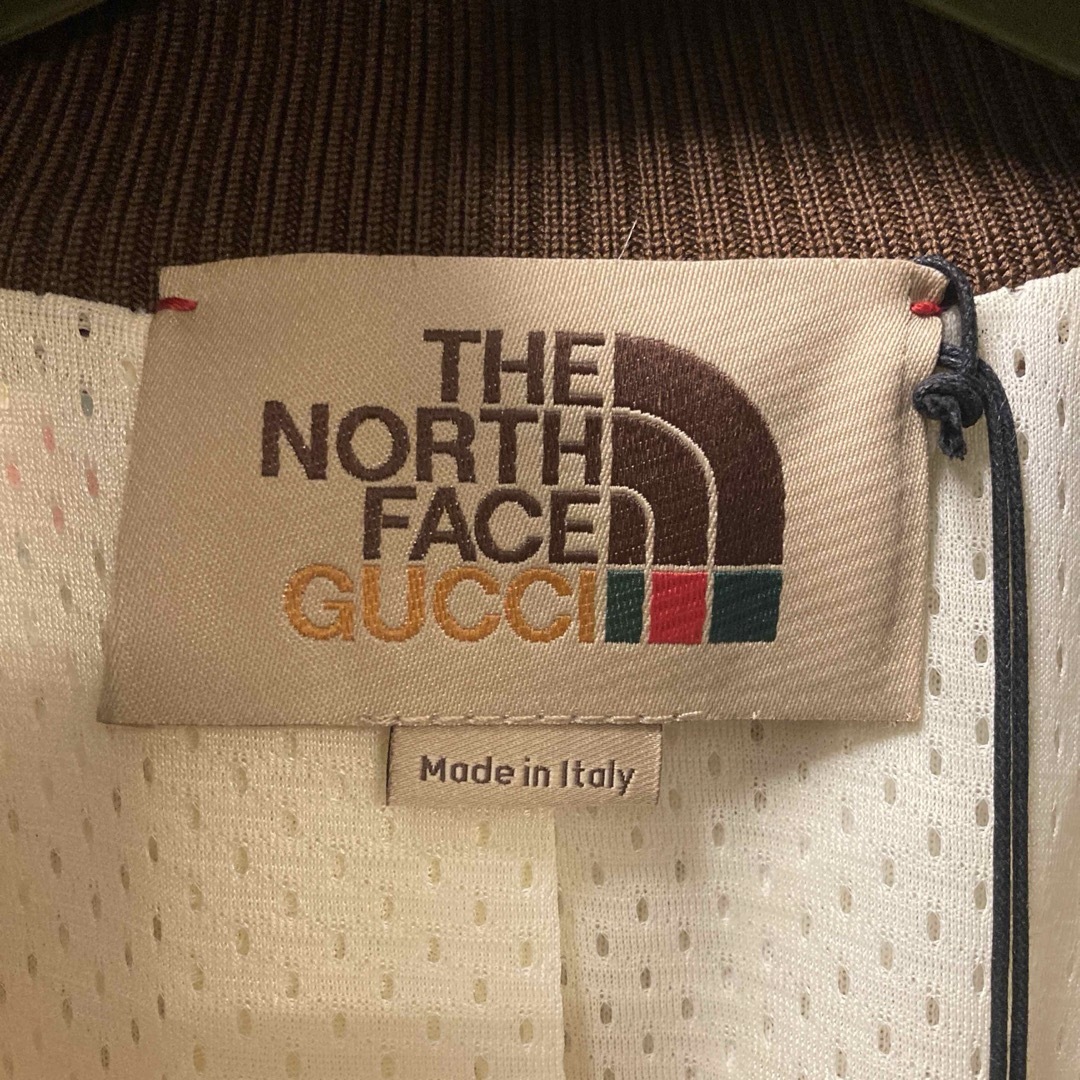 THE
NORTH
FACE
GUCCI
Made in Italy